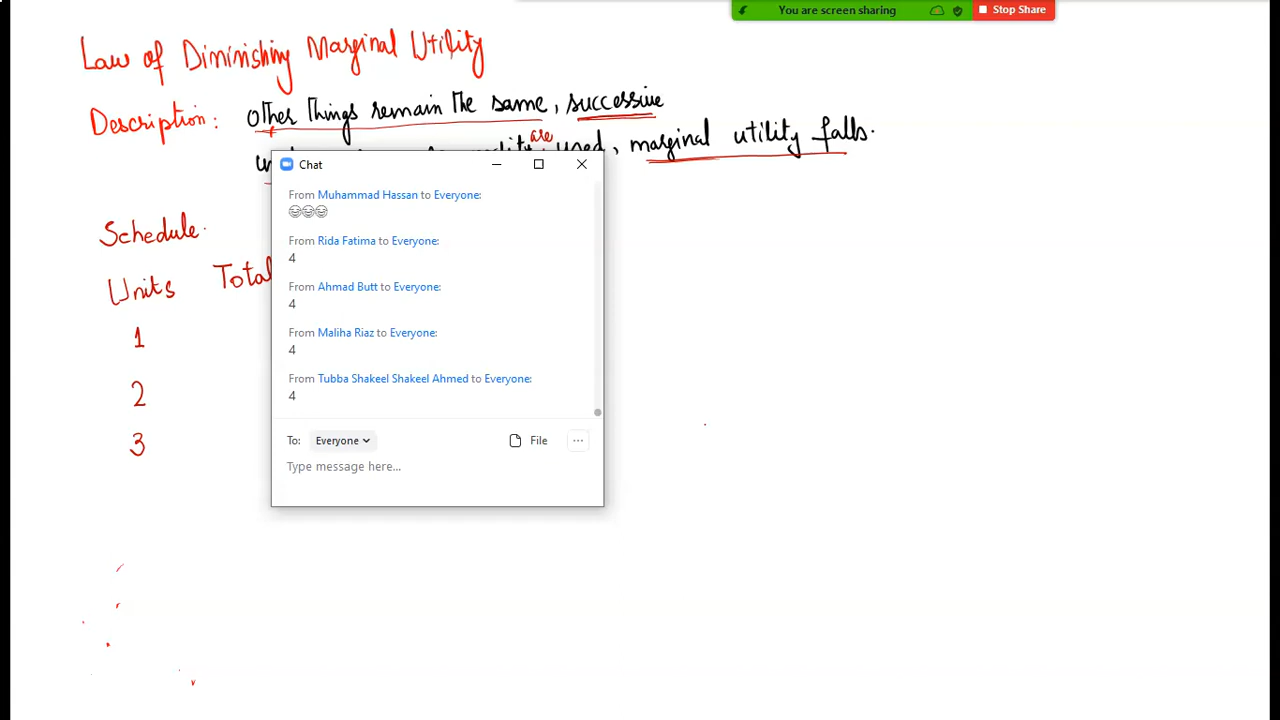 You are screen sharing
Stop Share
Law of Diminishing Marginal Utility
Description: other things remain the same, successive
are
used, marginal utility falls.
Schedule.
Units Total
1
2
3
Chat
From Muhammad Hassan to Everyone:
😂😂😂
From Rida Fatima to Everyone:
4
From Ahmad Butt to Everyone:
4
From Maliha Riaz to Everyone:
4
From Tubba Shakeel Shakeel Ahmed to Everyone:
4
To: Everyone
File
Type message here...